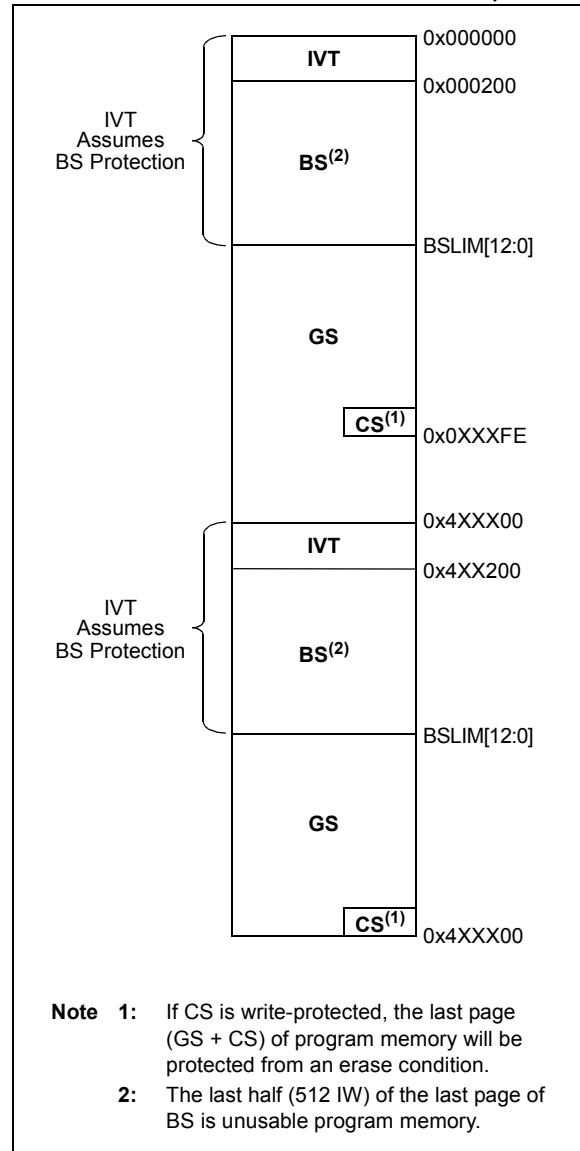 0x000000
IVT
0x000200
IVT
Assumes
BS Protection
BS(2)
BSLIM[12:0]
GS
CS(1)
0x0XXXFE
0x4XXX00
IVT
0x4XX200
IVT
Assumes
BS Protection
BS(2)
BSLIM[12:0]
GS
CS(1)
0x4XXX00
Note 1: If CS is write-protected, the last page
(GS + CS) of program memory will be
protected from an erase condition.
2: The last half (512 IW) of the last page of
BS is unusable program memory.